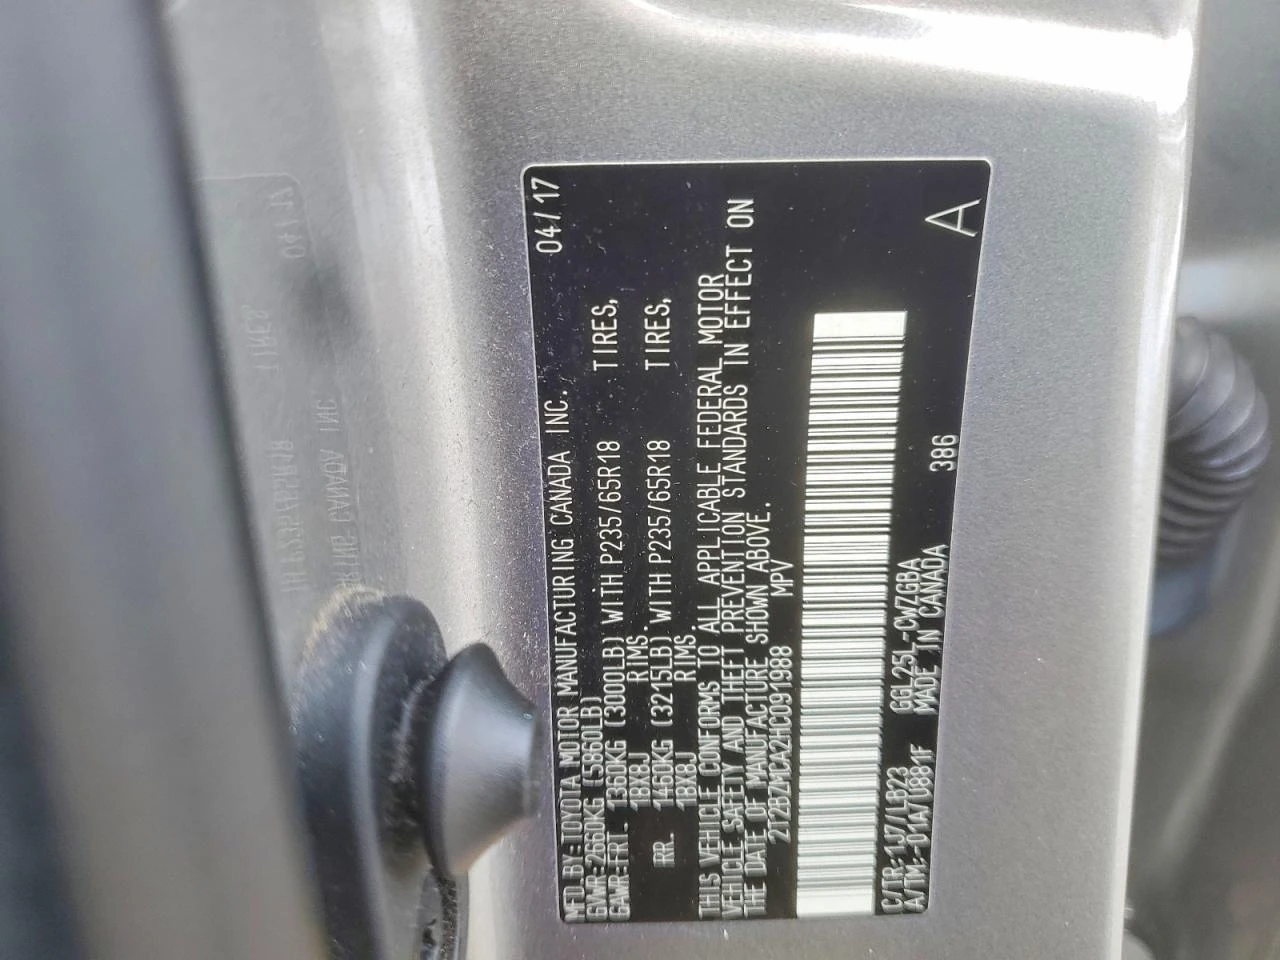 MFD.BY:TOYOTA MOTOR MANUFACTURING CANADA INC. 04/17
GVWR:2660KG (5860LB)
GAWR:FRT. 1360KG (3000LB) WITH P235/65R18 TIRES,
18X8J RIMS.
RR. 1460KG (3215LB) WITH P235/65R18 TIRES,
18X8J RIMS.
THIS VEHICLE CONFORMS TO ALL APPLICABLE FEDERAL MOTOR
VEHICLE SAFETY AND THEFT PREVENTION STANDARDS IN EFFECT ON
THE DATE OF MANUFACTURE SHOWN ABOVE.
2T2BZMCA2HC091988 MPV
C/TR:1J7/LB23 GGL25L-CWZGBA
A/TM:-01A/U881F MADE IN CANADA 386 A